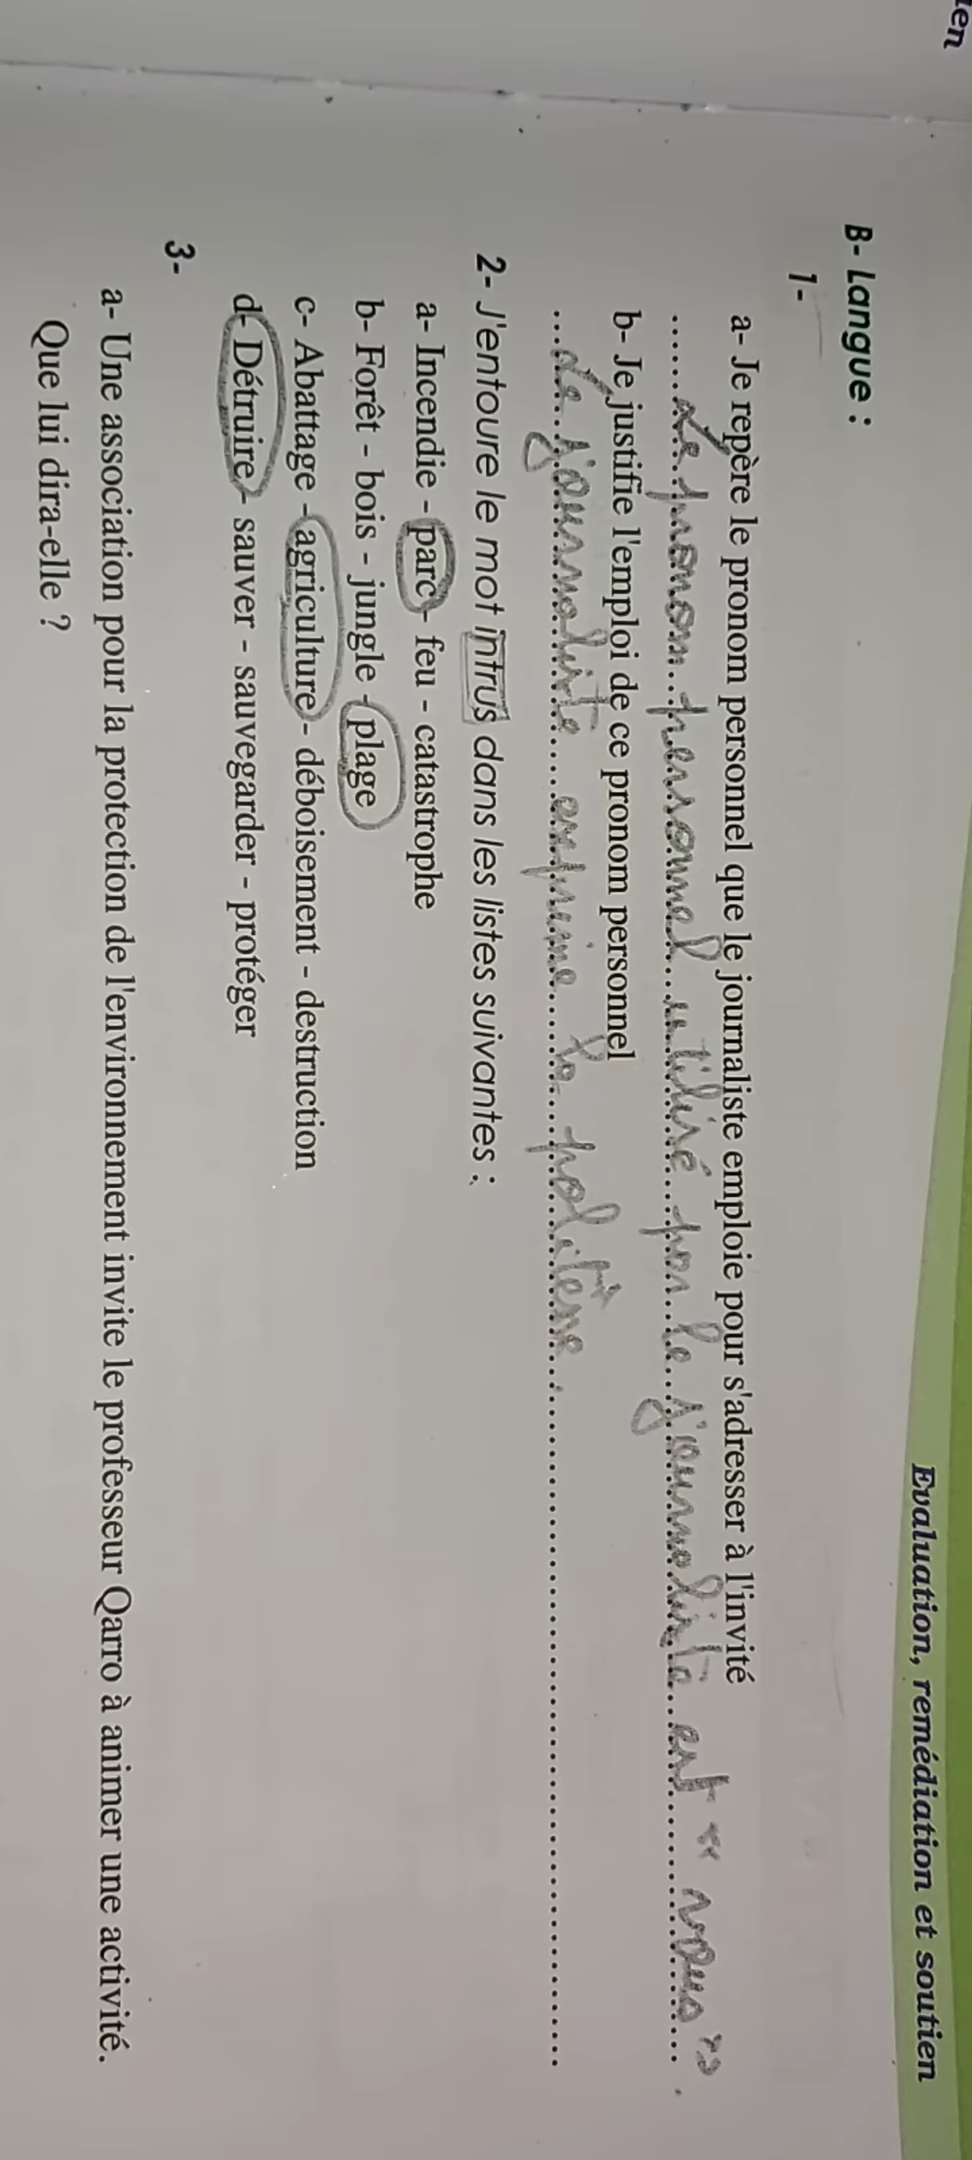 len
Evaluation, remédiation et soutien
B- Langue :
1-
a- Je repère le pronom personnel que le journaliste emploie pour s'adresser à l'invité
Le pronom personnel utilisé par le journaliste est « vous ».
b- Je justifie l'emploi de ce pronom personnel
Le journaliste exprime la politesse.
2- J'entoure le mot intrus dans les listes suivantes :
a- Incendie - parc - feu - catastrophe
b- Forêt - bois - jungle - plage
c- Abattage - agriculture - déboisement - destruction
d- Détruire - sauver - sauvegarder - protéger
3-
a- Une association pour la protection de l'environnement invite le professeur Qarro à animer une activité.
Que lui dira-elle ?